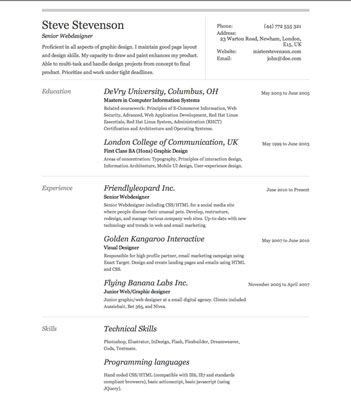 Steve Stevenson
Senior Webdesigner
Proficient in all aspects of graphic design. I maintain good page layout
and design skills. My capacity to draw and paint enhances my product.
Able to multi-task and handle design projects from concept to final
product. Prioritize and work under tight deadlines.
Phone: (44) 772 555 321
Address:
23 Warton Road, Newham, London,
E15, UK
Website: misterstevenson.com
Email: john@doe.com
Education
DeVry University, Columbus, OH
May 2003 to June 2005
Masters in Computer Information Systems
Related coursework: Principles of E-Commerce Information, Web
Security, Advanced, Web Application Development, Red Hat Linux
Essentials, Red Hat Linux System, Administration (RHCT)
Certification and Architecture and Operating Systems.
London College of Communication, UK
May 1999 to June 2003
First Class BA (Hons) Graphic Design
Areas of concentration: Typography, Principles of interaction design,
Information Architecture, Mobile UI design, User-experience design.
Experience
Friendlyleopard Inc.
June 2010 to Present
Senior Webdesigner
Senior Webdesigner including CSS/HTML for a social media site
where people discuss their unusual pets. Develop, restructure,
redesign, and manage various company web sites. Up-to-date with new
technology and trends in web and email marketing
Golden Kangaroo Interactive
May 2007 to June 2010
Visual Designer
Responsible for high profile partner, email marketing campaign using
Exact Target. Design and create landing pages and emails using HTML
and CSS.
Flying Banana Labs Inc.
November 2005 to April 2007
Junior Web/Graphic designer
Junior graphic/web designer at a small digital agency. Clients included
Assaichair, Bet 365, and Nivea.
Skills
Technical Skills
Photoshop, Illustrator, InDesign, Flash, Flexbuilder, Dreamweaver,
Coda, Textmate.
Programming languages
Hand coded CSS/HTML (compatible with IE6, IE7 and standards
compliant browsers), basic actionscript, basic javascript (using
JQuery).